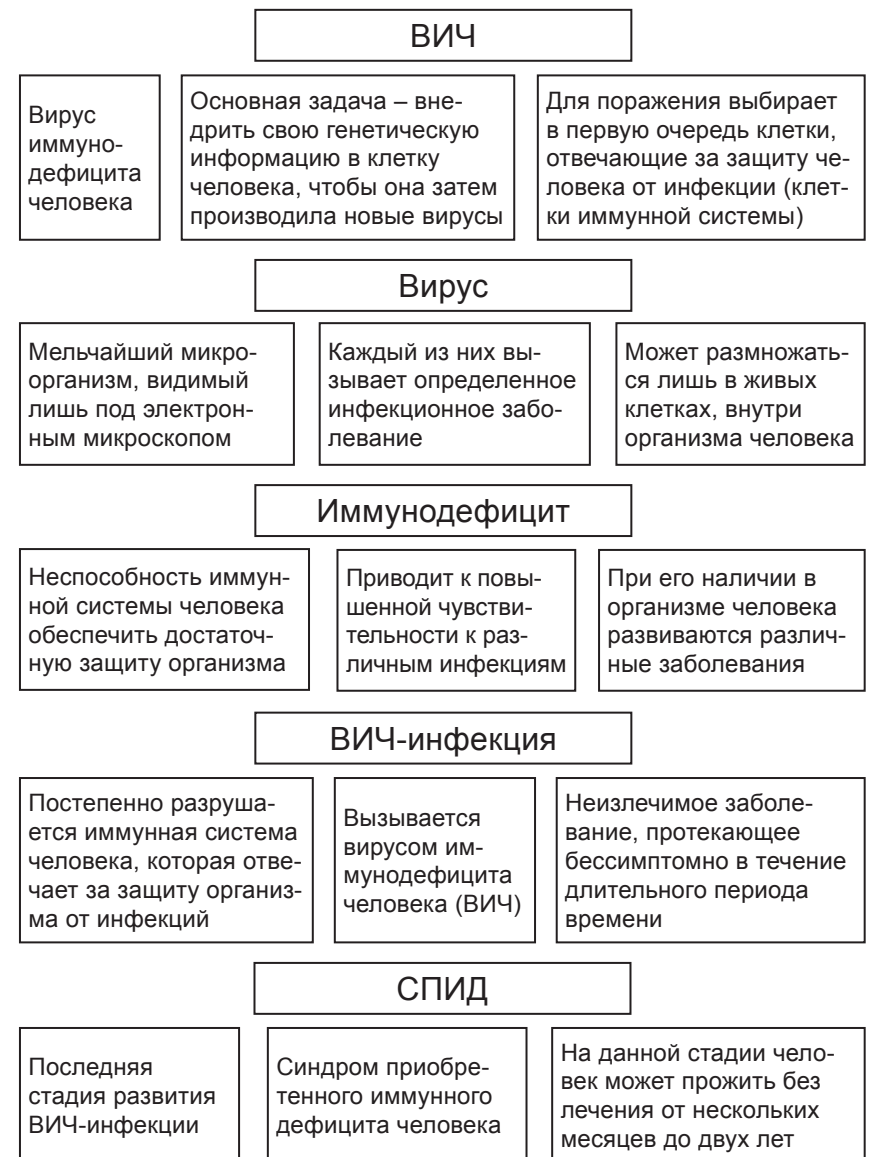 ВИЧ
Вирус
иммуно-
дефицита
человека
Основная задача – вне-
дрить свою генетическую
информацию в клетку
человека, чтобы она затем
производила новые вирусы
Для поражения выбирает
в первую очередь клетки,
отвечающие за защиту че-
ловека от инфекции (клет-
ки иммунной системы)
Вирус
Мельчайший микро-
организм, видимый
лишь под электрон-
ным микроскопом
Каждый из них вы-
зывает определенное
инфекционное забо-
левание
Может размножать-
ся лишь в живых
клетках, внутри
организма человека
Иммунодефицит
Неспособность иммун-
ной системы человека
обеспечить достаточ-
ную защиту организма
Приводит к повы-
шенной чувстви-
тельности к раз-
личным инфекциям
При его наличии в
организме человека
развиваются различ-
ные заболевания
ВИЧ-инфекция
Постепенно разруша-
ется иммунная система
человека, которая отве-
чает за защиту организ-
ма от инфекций
Вызывается
вирусом им-
мунодефицита
человека (ВИЧ)
Неизлечимое заболе-
вание, протекающее
бессимптомно в течение
длительного периода
времени
СПИД
Последняя
стадия развития
ВИЧ-инфекции
Синдром приобре-
тенного иммунного
дефицита человека
На данной стадии чело-
век может прожить без
лечения от нескольких
месяцев до двух лет